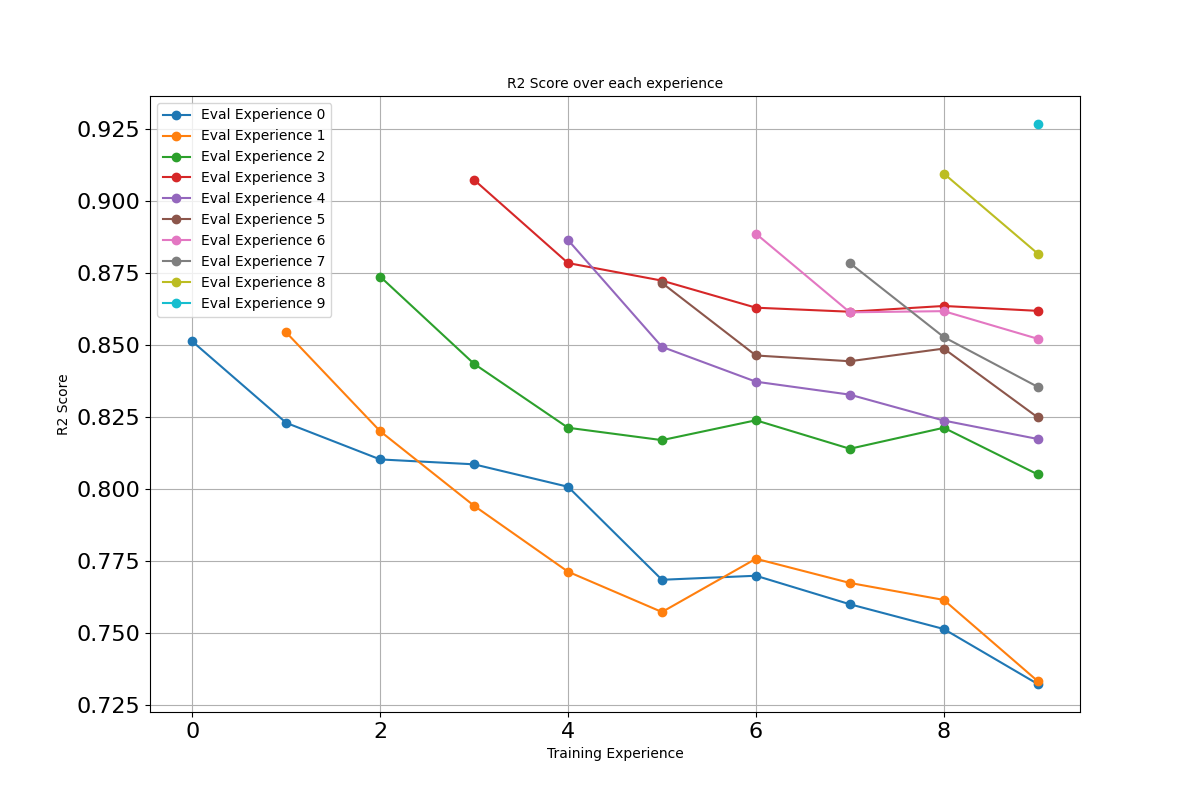 R2 Score over each experience
Eval Experience 0
Eval Experience 1
Eval Experience 2
Eval Experience 3
Eval Experience 4
Eval Experience 5
Eval Experience 6
Eval Experience 7
Eval Experience 8
Eval Experience 9
R2 Score
0.925
0.900
0.875
0.850
0.825
0.800
0.775
0.750
0.725
0 2 4 6 8
Training Experience